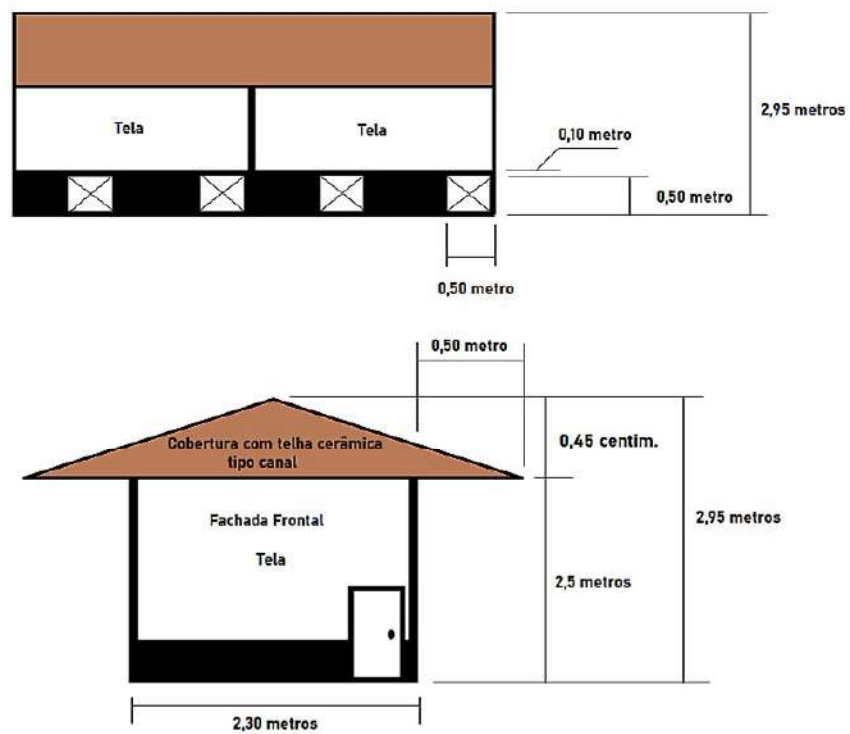 Tela
Tela
0,10 metro
2,95 metros
0,50 metro
0,50 metro
0,50 metro
Cobertura com telha cerâmica
tipo canal
0,45 centim.
Fachada Frontal
Tela
2,95 metros
2,5 metros
2,30 metros